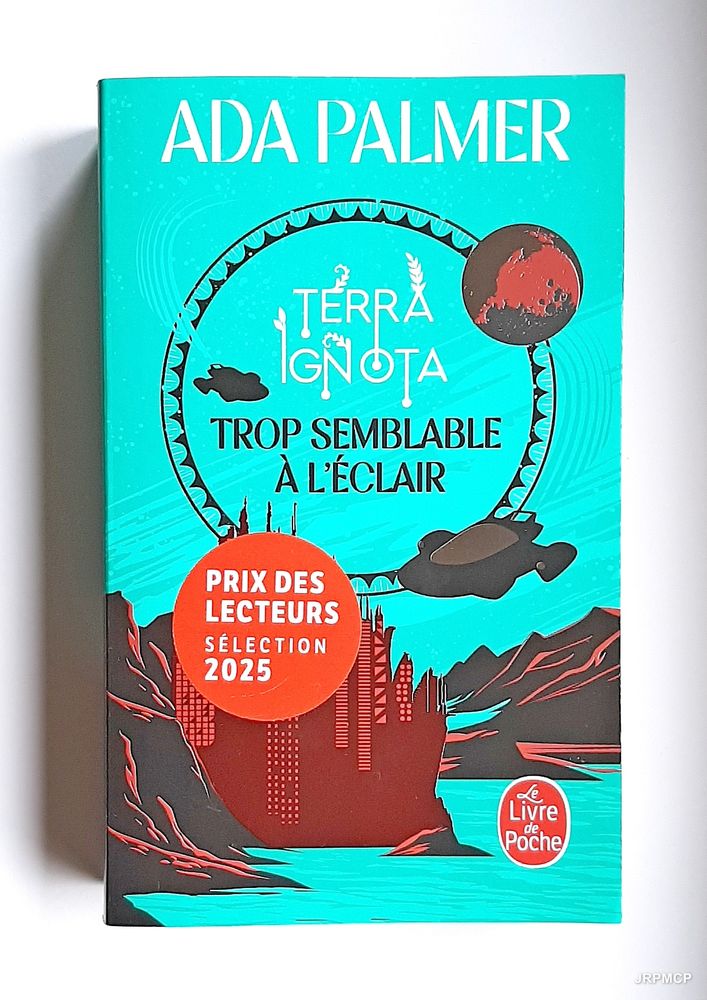 ADA PALMER
TERRA
IGNOTA
TROP SEMBLABLE
À L'ÉCLAIR
PRIX DES
LECTEURS
SÉLECTION
2025
Le
Livre
de
Poche
JRPMCP